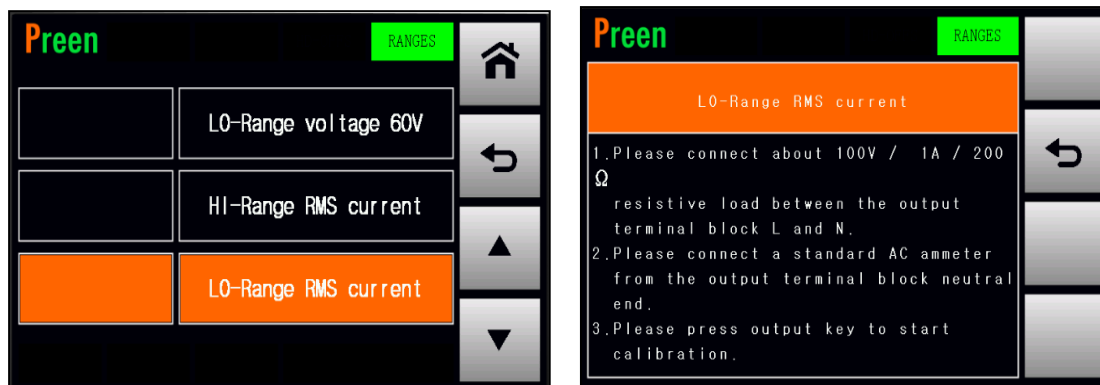 Preen
RANGES
LO-Range voltage 60V
HI-Range RMS current
LO-Range RMS current
Preen
RANGES
LO-Range RMS current
1.Please connect about 100V / 1A / 200
Ω
resistive load between the output
terminal block L and N.
2.Please connect a standard AC ammeter
from the output terminal block neutral
end.
3.Please press output key to start
calibration.